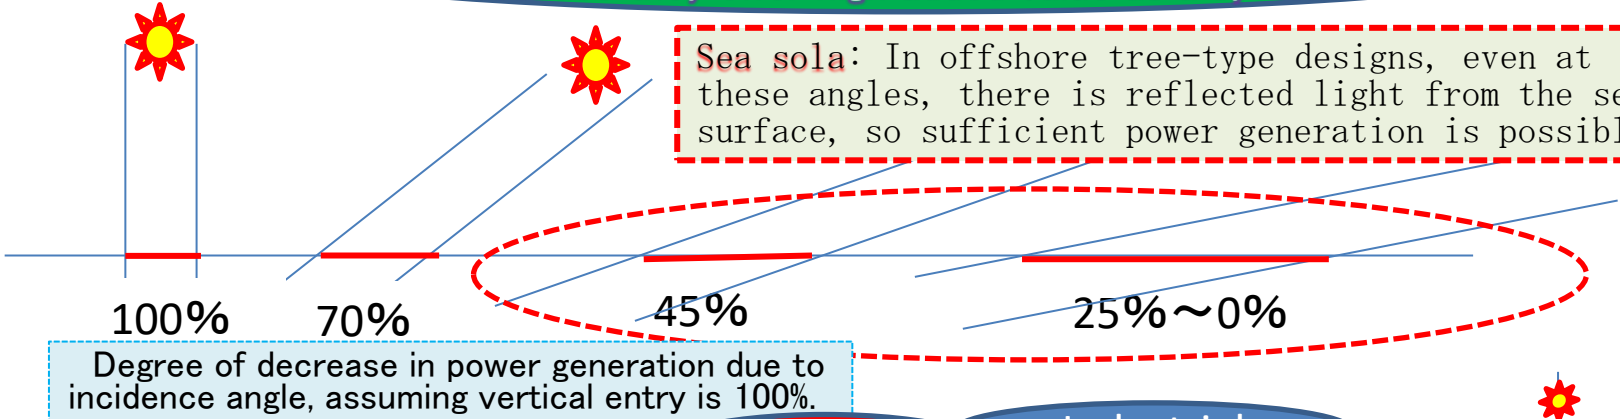 Sea sola: In offshore tree-type designs, even at
these angles, there is reflected light from the
surface, so sufficient power generation is
100%
70%
45%
25%～0%
Degree of decrease in power generation due to
incidence angle, assuming vertical entry is 100%.